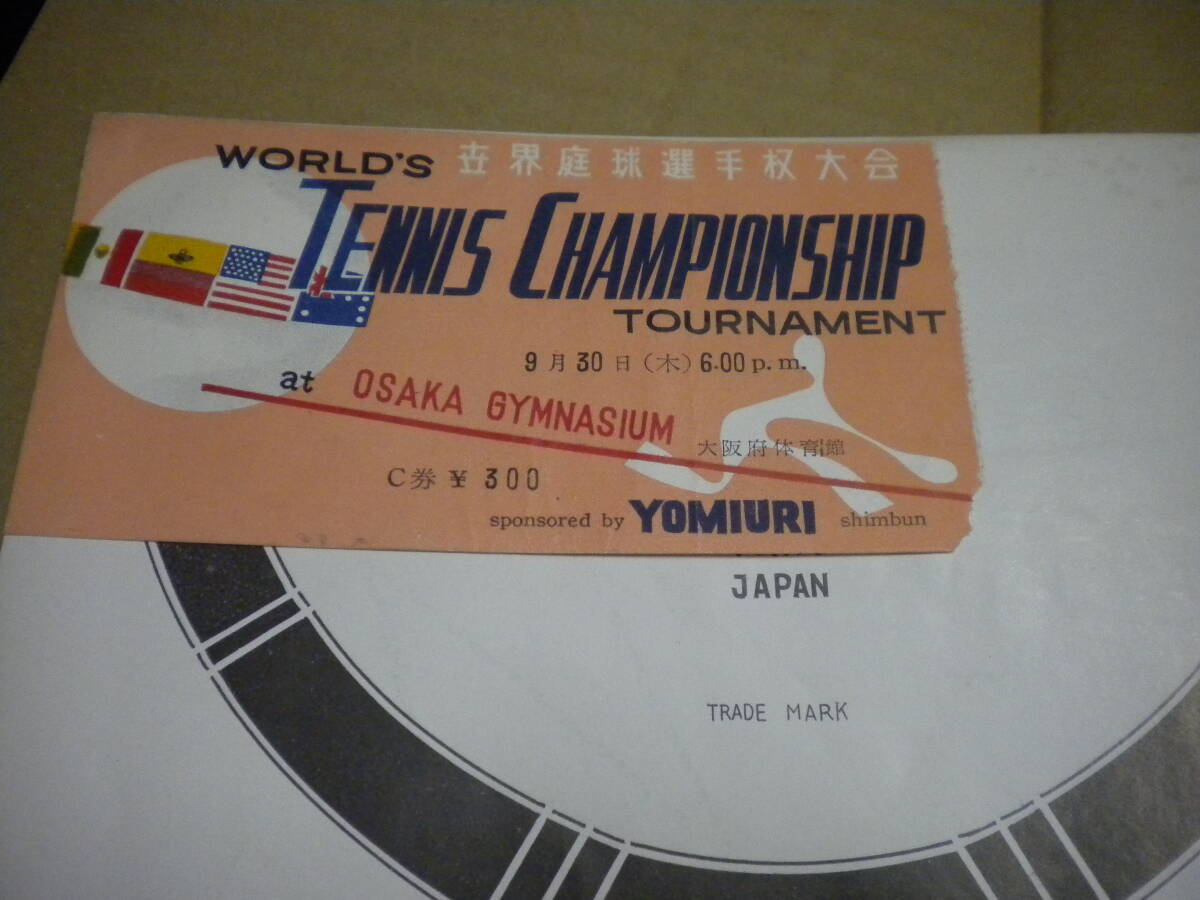 WORLD'S 世界庭球選手权大会
TENNIS CHAMPIONSHIP
TOURNAMENT
9月30日(木)6.00 p.m.
at OSAKA GYMNASIUM
大阪府体育館
C券 ¥300
sponsored by YOMIURI shimbun
JAPAN
TRADE MARK